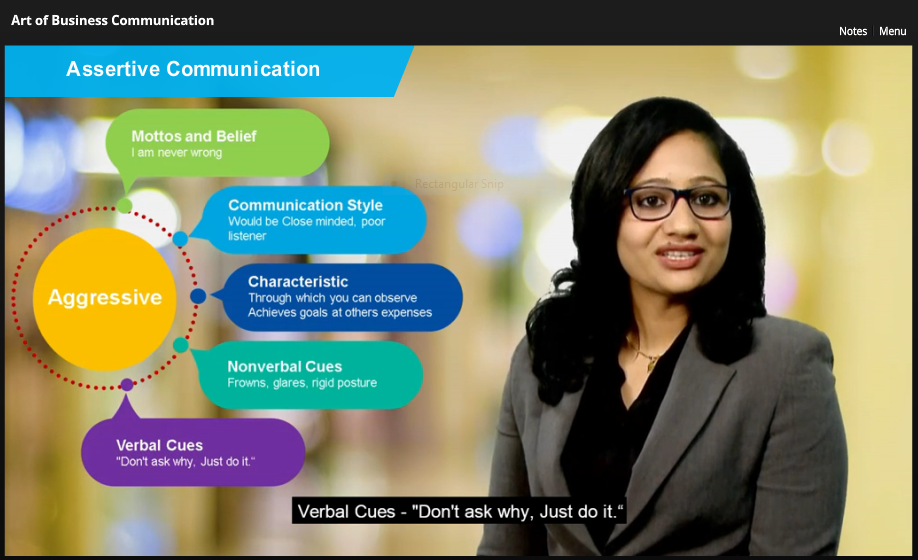 Art of Business Communication
Notes
Menu
Assertive Communication
Mottos and Belief
I am never wrong
Rectangular Snip
Communication Style
Would be Close minded, poor
listener
Aggressive
Characteristic
Through which you can observe
Achieves goals at others expenses
Nonverbal Cues
Frowns, glares, rigid posture
Verbal Cues
"Don't ask why, Just do it."
Verbal Cues - "Don't ask why, Just do it."